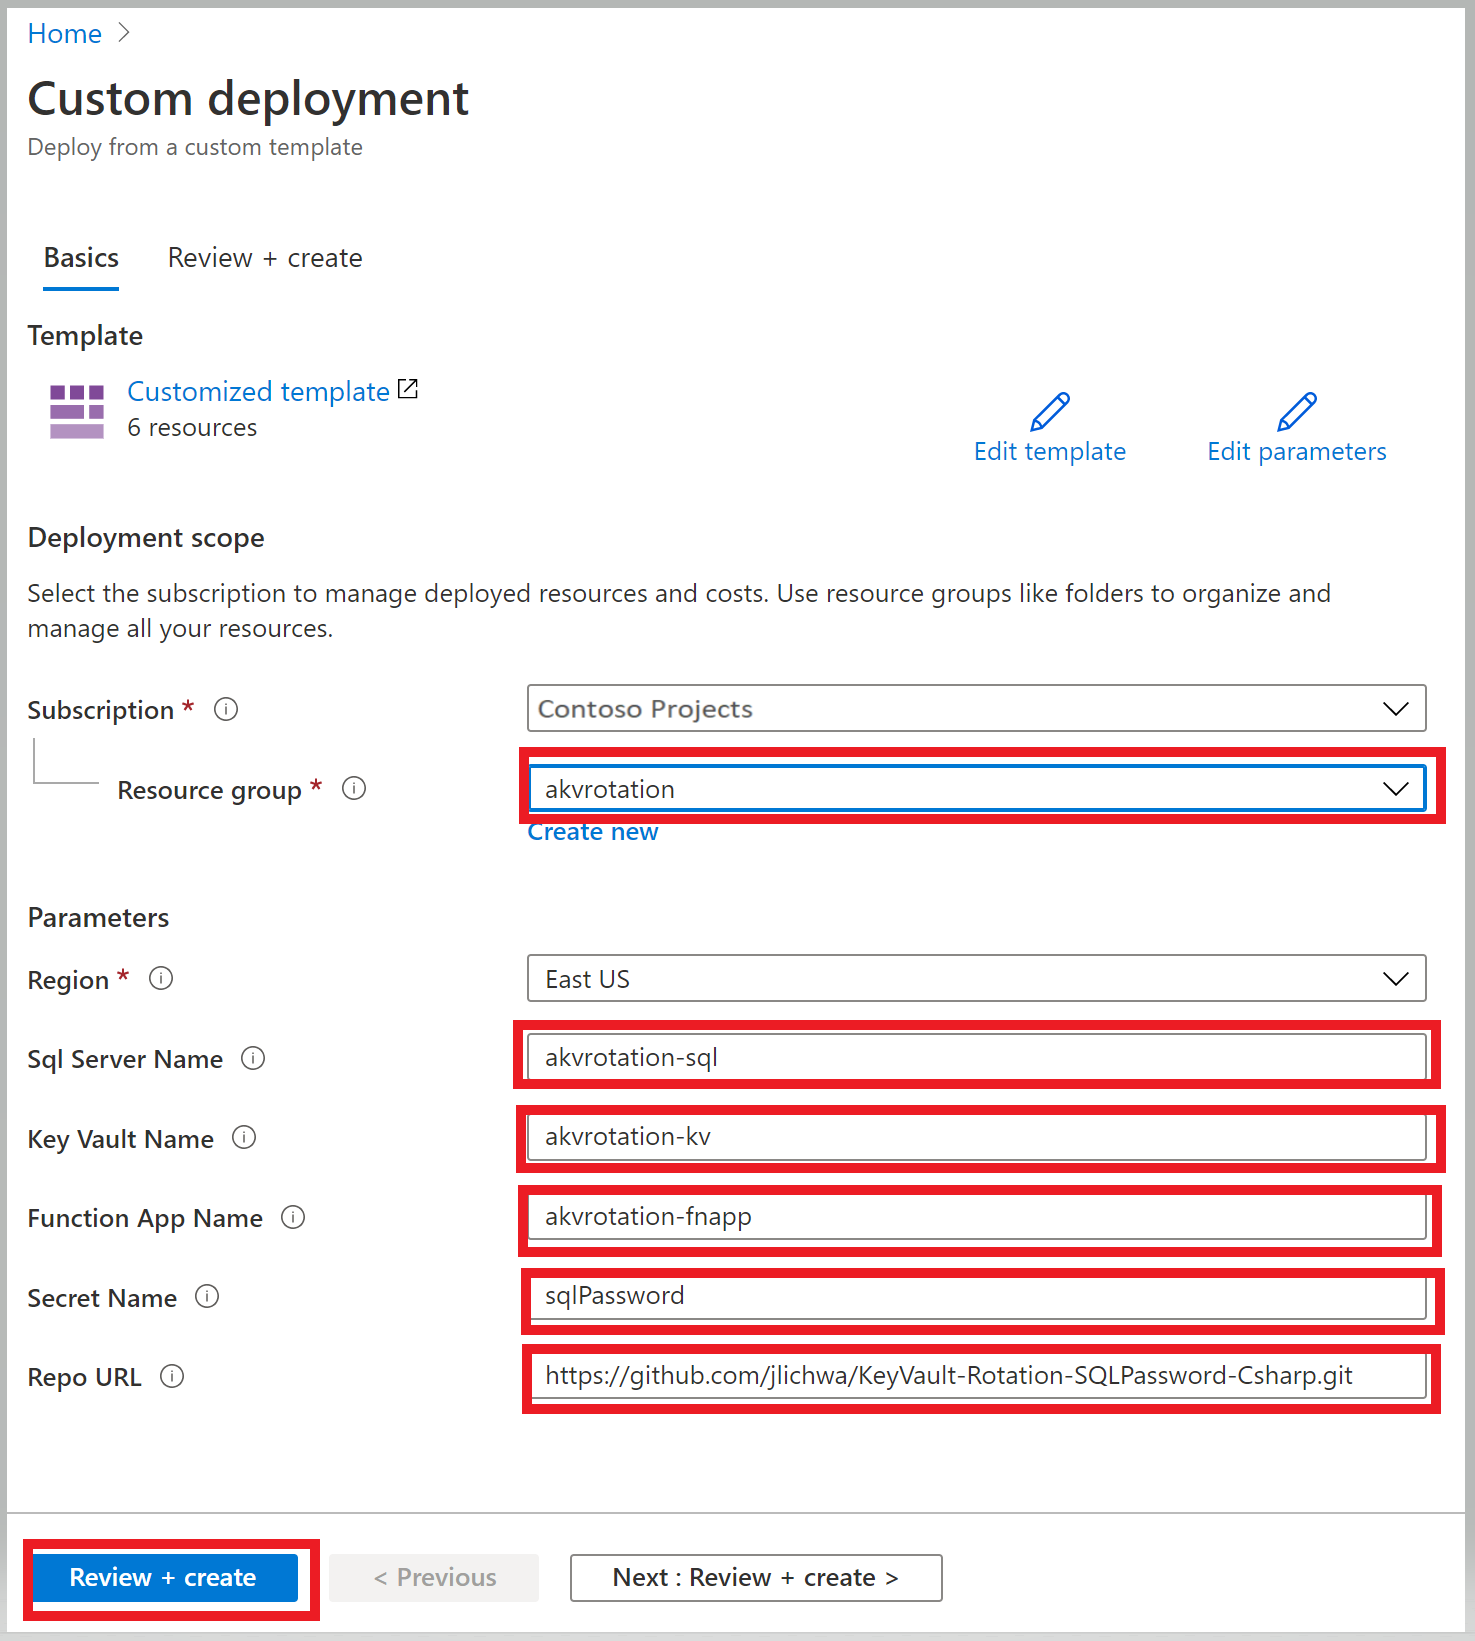 Home >
Custom deployment
Deploy from a custom template
Basics Review + create
Template
Customized template
6 resources
Edit template Edit parameters
Deployment scope
Select the subscription to manage deployed resources and costs. Use resource groups like folders to organize and
manage all your resources.
Subscription * Contoso Projects
Resource group * akvrotation
Create new
Parameters
Region * East US
Sql Server Name akvrotation-sql
Key Vault Name akvrotation-kv
Function App Name akvrotation-fnapp
Secret Name sqlPassword
Repo URL https://github.com/jlichwa/KeyVault-Rotation-SQLPassword-Csharp.git
Review + create < Previous Next : Review + create >